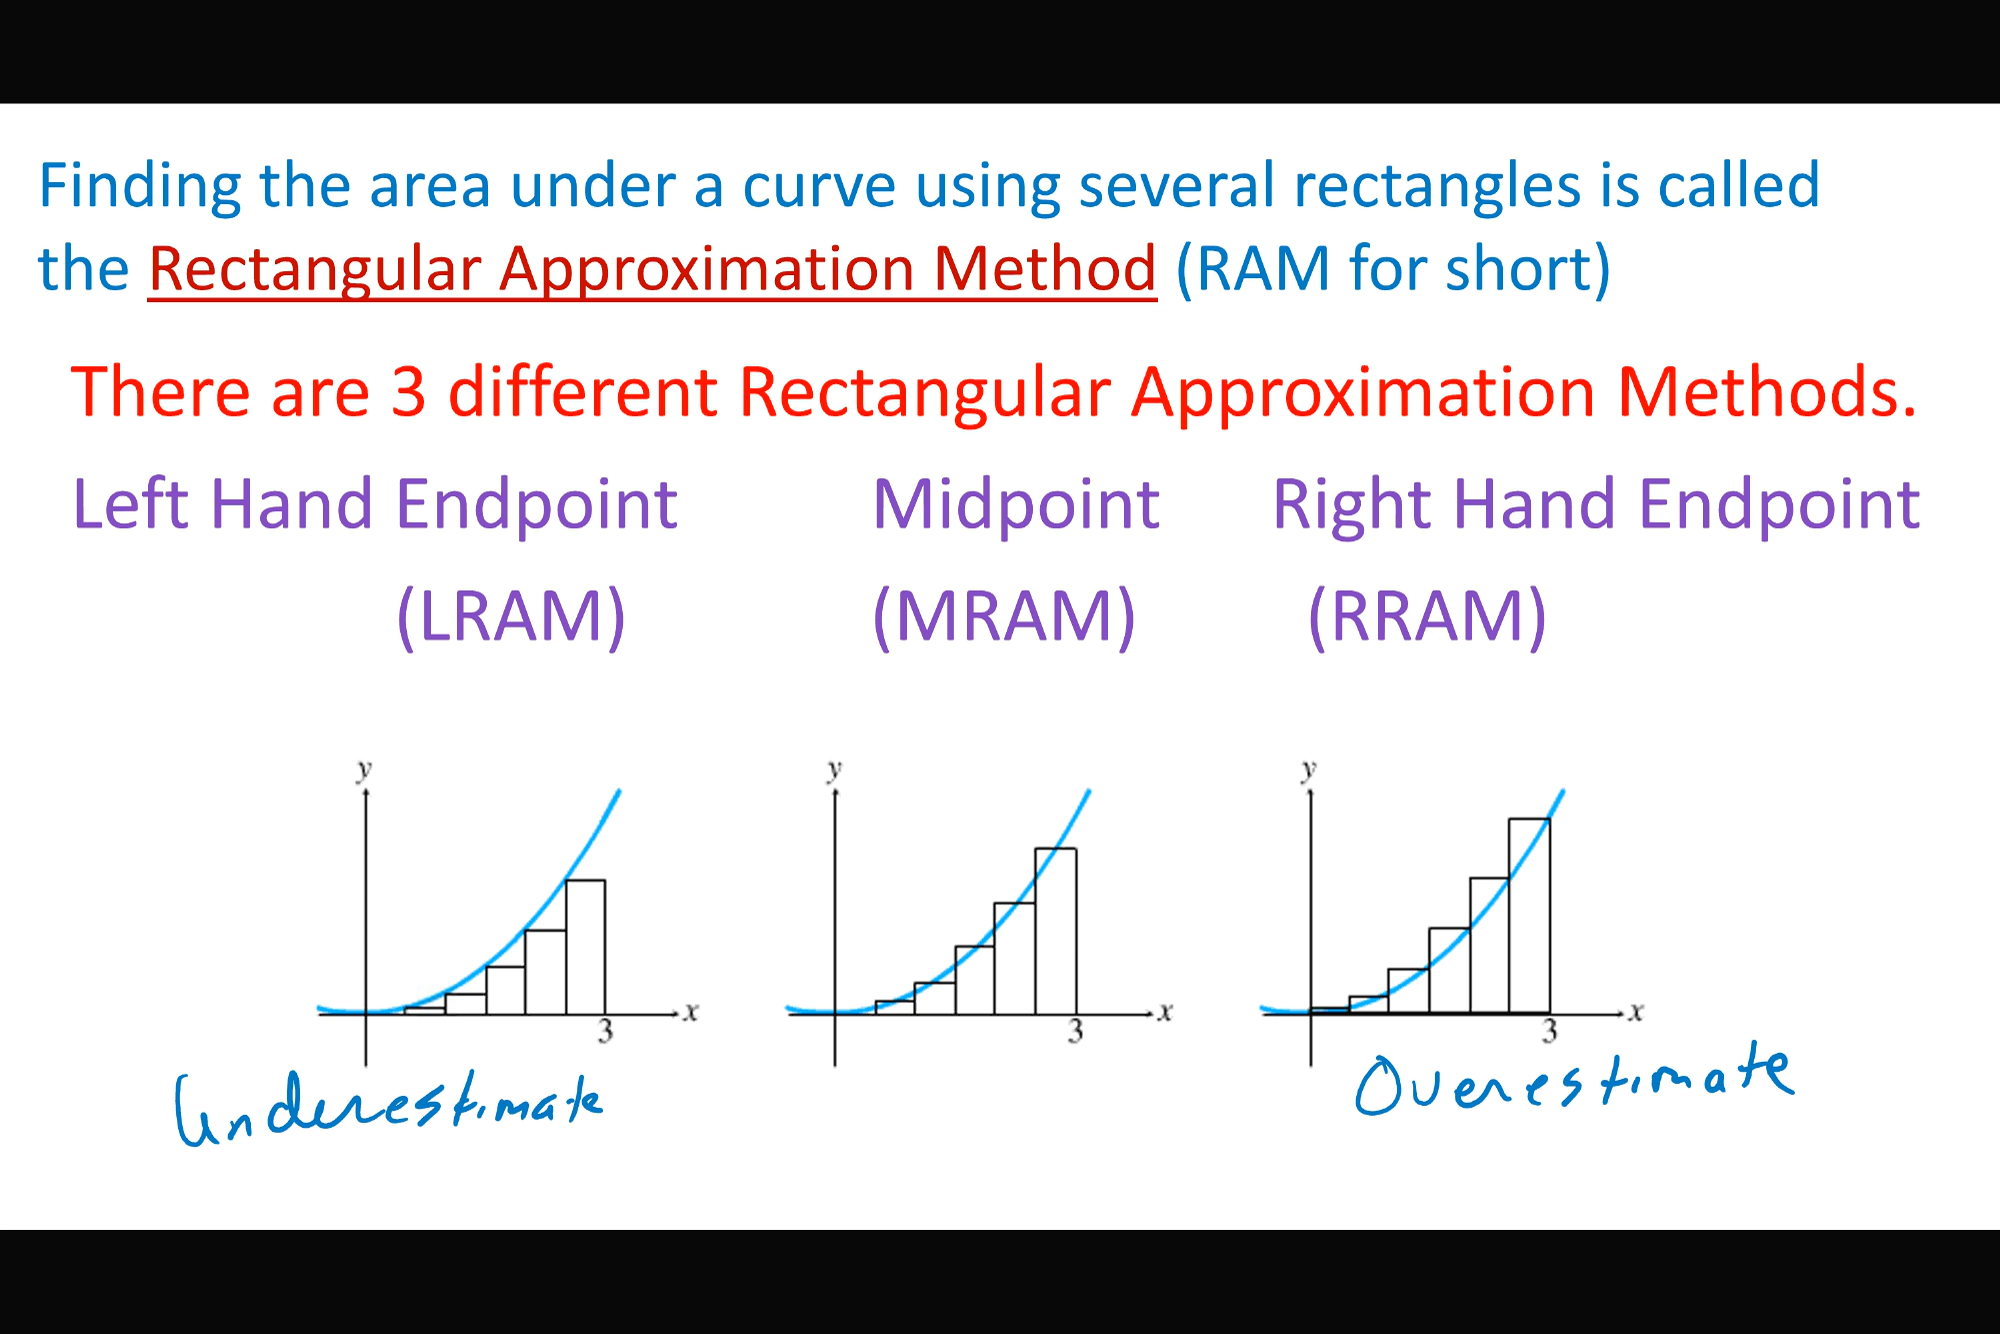 Finding the area under a curve using several rectangles is called
the Rectangular Approximation Method (RAM for short)
There are 3 different Rectangular Approximation Methods.
Left Hand Endpoint Midpoint Right Hand Endpoint
(LRAM) (MRAM) (RRAM)
y y y
x x x
3 3 3
Underestimate Overestimate